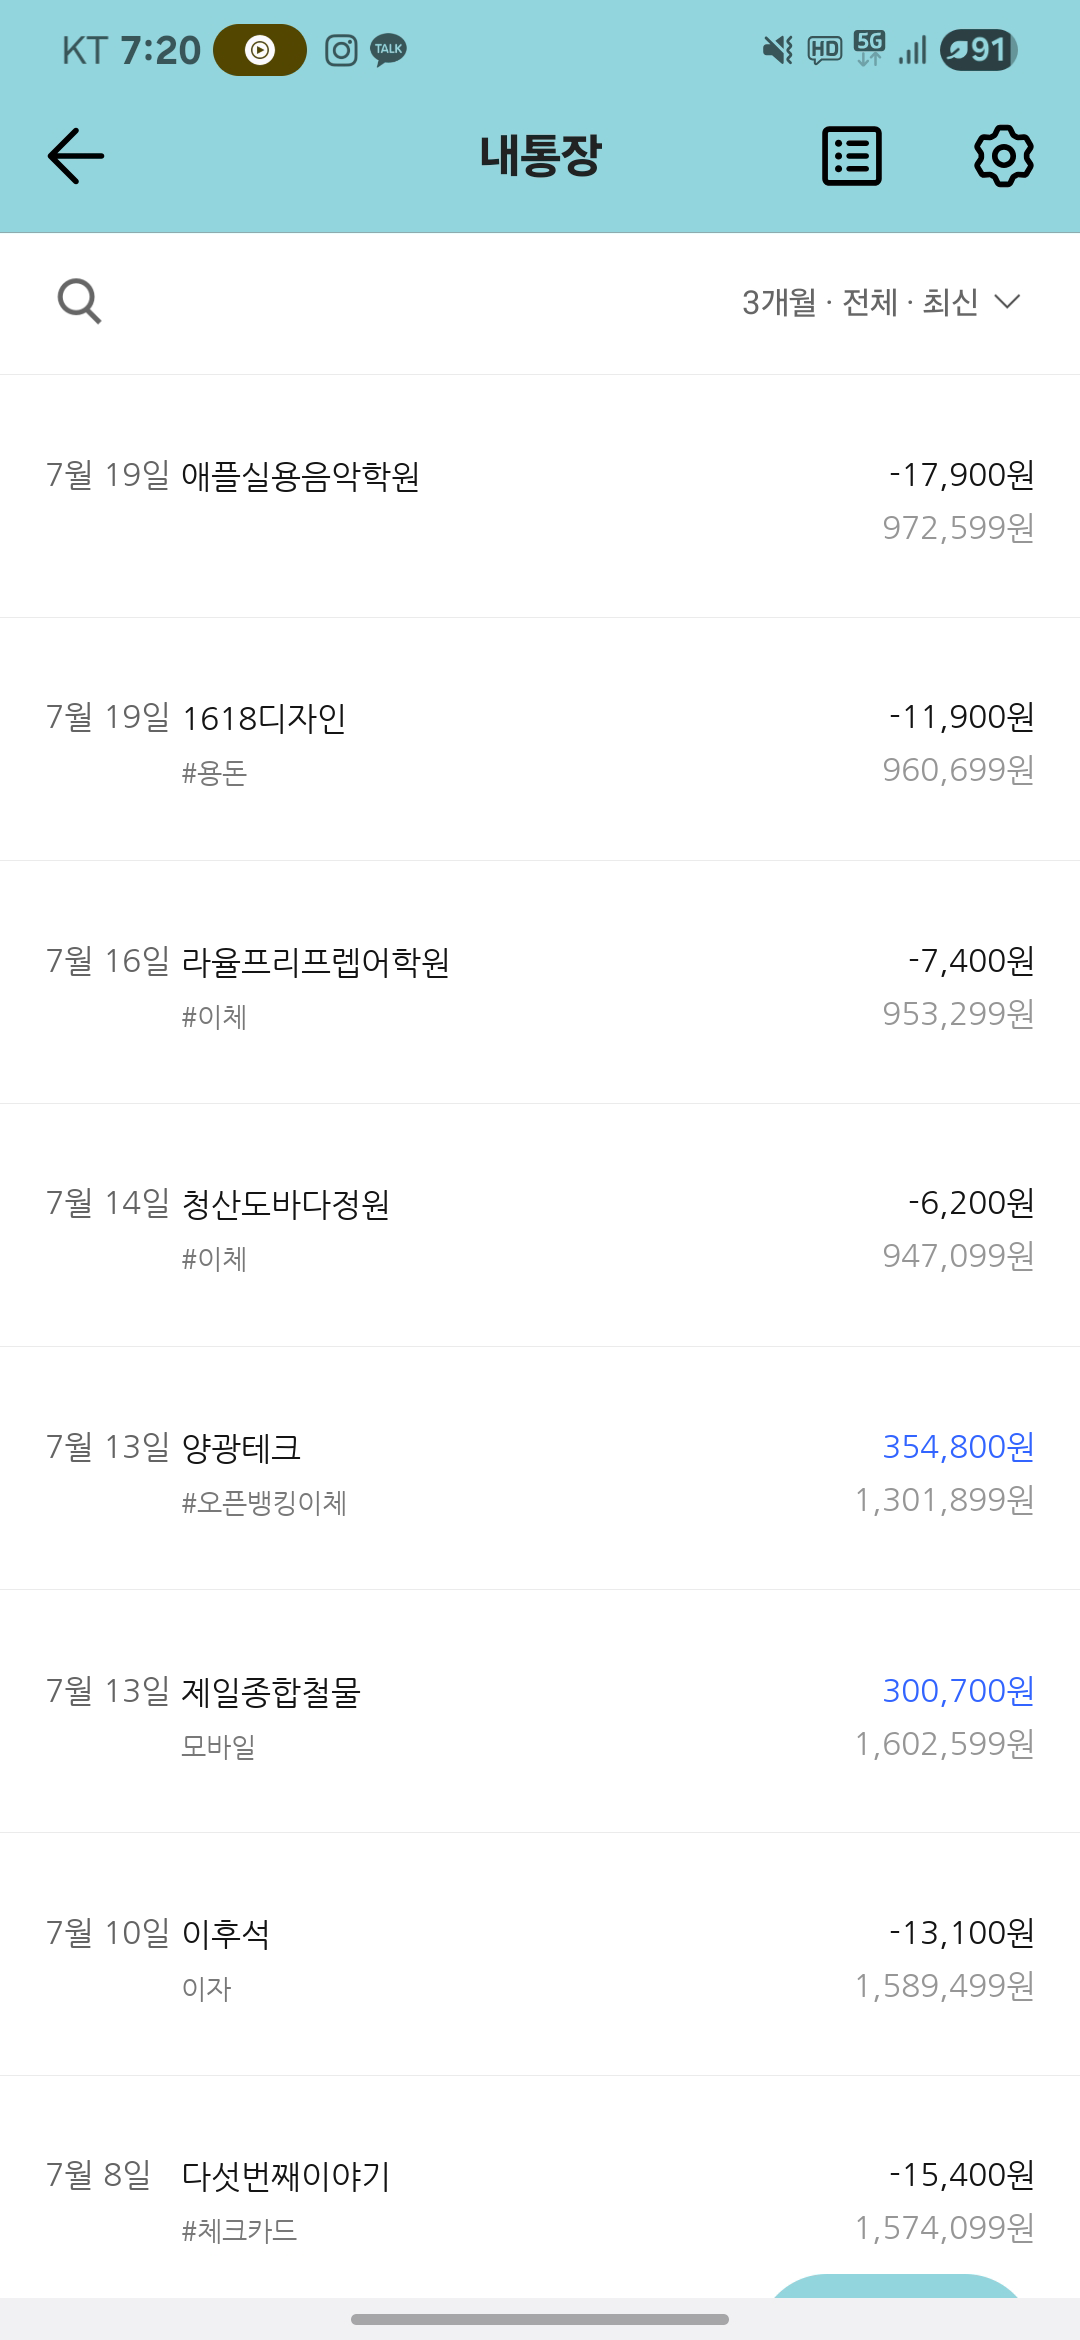 KT 7:20 TALK HD 5G 91
내통장
3개월 · 전체 · 최신
7월 19일 애플실용음악학원 -17,900원
972,599원
7월 19일 1618디자인 -11,900원
#용돈 960,699원
7월 16일 라율프리프렙어학원 -7,400원
#이체 953,299원
7월 14일 청산도바다정원 -6,200원
#이체 947,099원
7월 13일 양광테크 354,800원
#오픈뱅킹이체 1,301,899원
7월 13일 제일종합철물 300,700원
모바일 1,602,599원
7월 10일 이후석 -13,100원
이자 1,589,499원
7월 8일 다섯번째이야기 -15,400원
#체크카드 1,574,099원